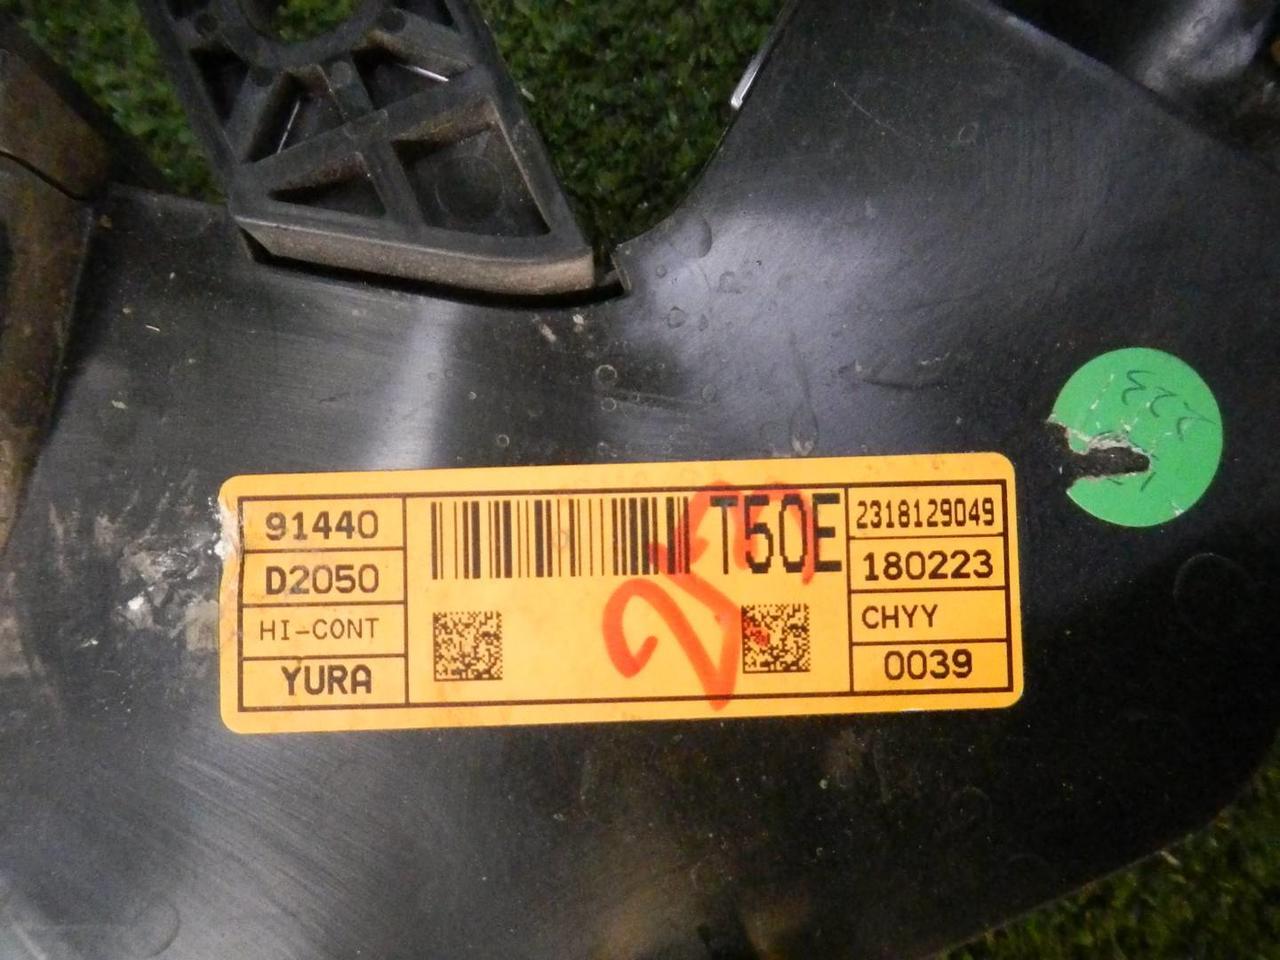 91440
D2050
HI-CONT
YURA
T50E
2318129049
180223
CHYY
0039